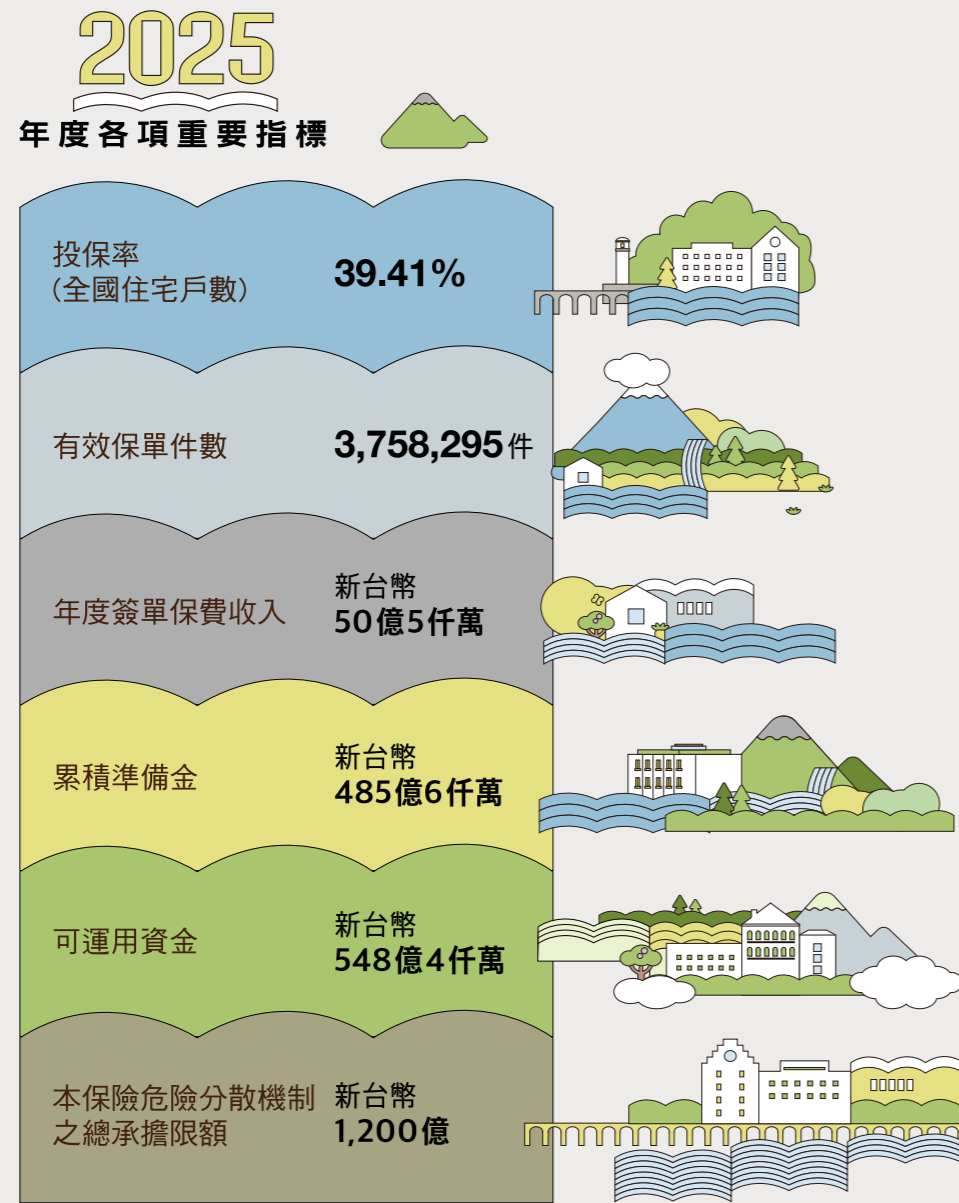 2025
年度各項重要指標
投保率
(全國住宅戶數)
39.41%
有效保單件數
3,758,295件
年度簽單保費收入
新台幣
50億5仟萬
累積準備金
新台幣
485億6仟萬
可運用資金
新台幣
548億4仟萬
本保險危險分散機制
之總承擔限額
新台幣
1,200億